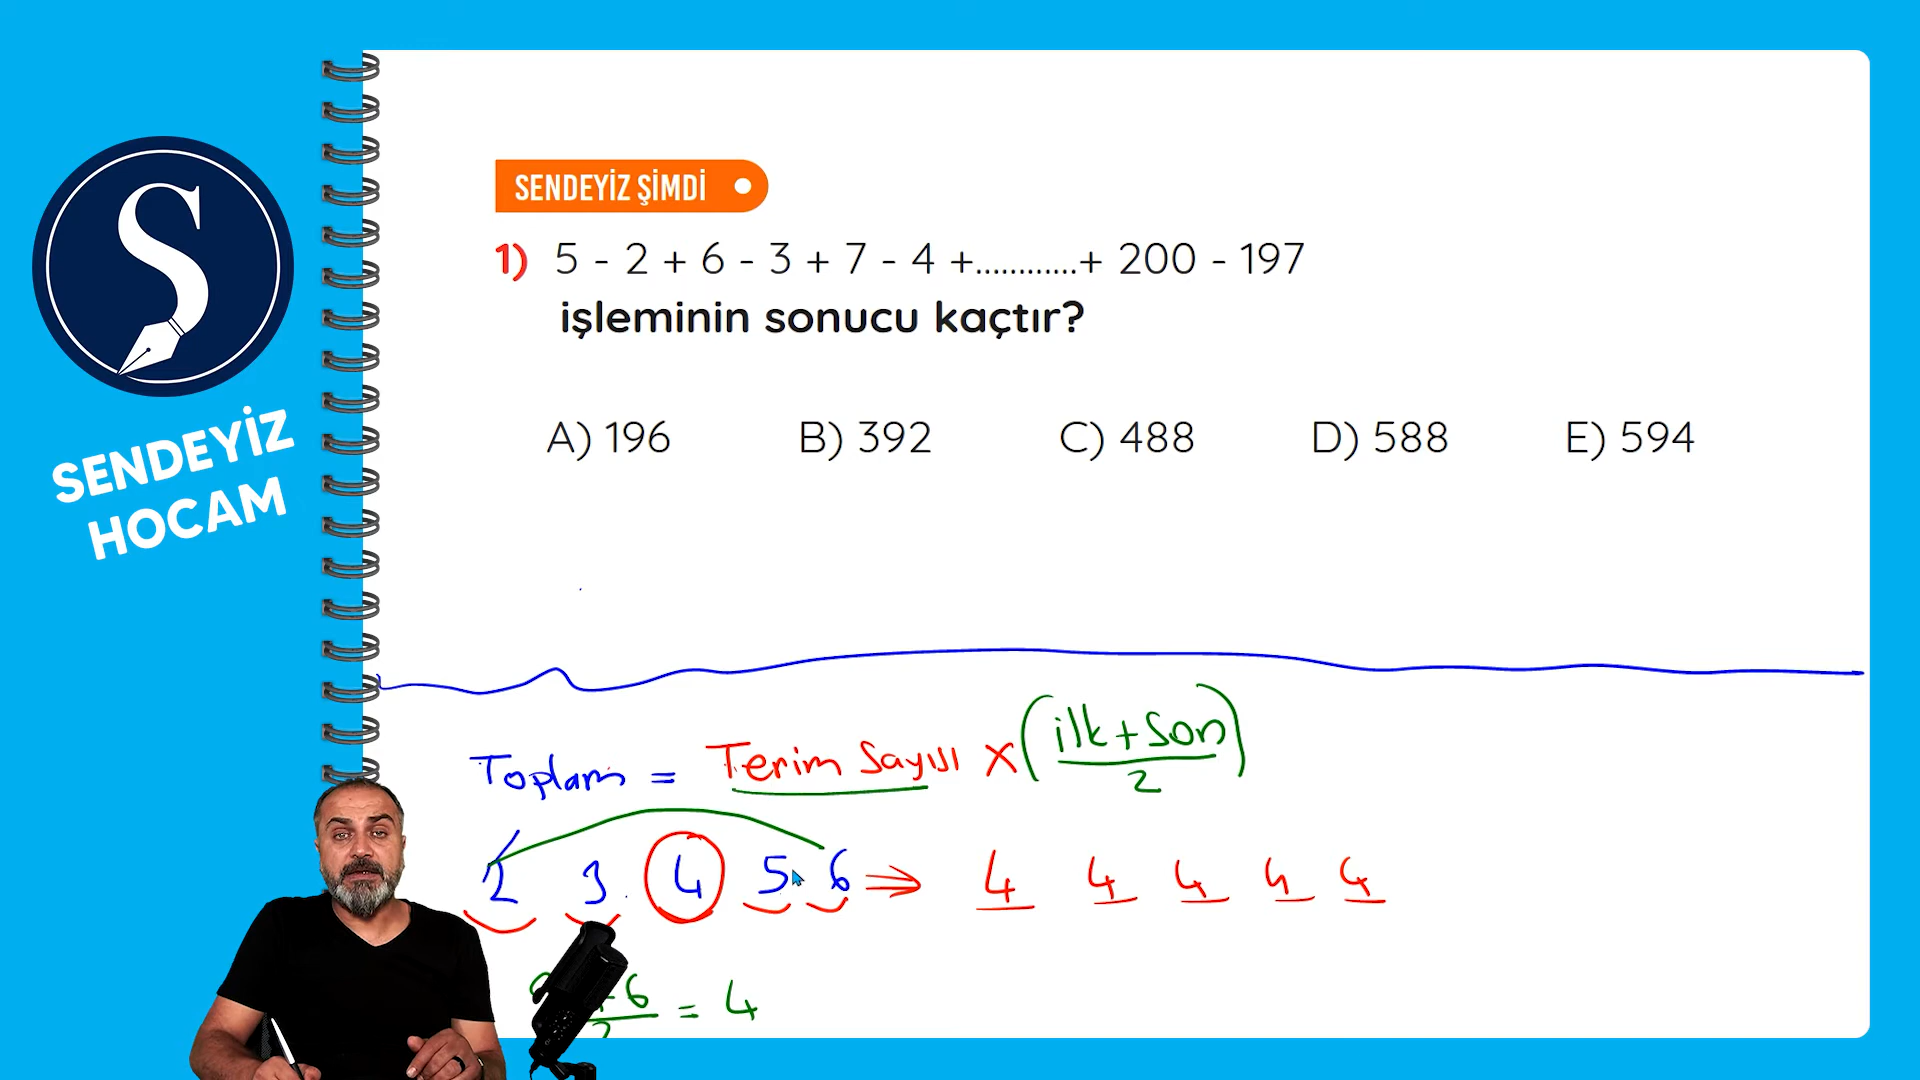 SENDEYİZ
HOCAM
SENDEYİZ ŞİMDİ
1) 5 - 2 + 6 - 3 + 7 - 4 +............+ 200 - 197
işleminin sonucu kaçtır?
A) 196 B) 392 C) 488 D) 588 E) 594
Toplam = Terim Sayısı x (ilk+son)
2
2 3 4 5 6 ⇒ 4 4 4 4 4
+6 = 4